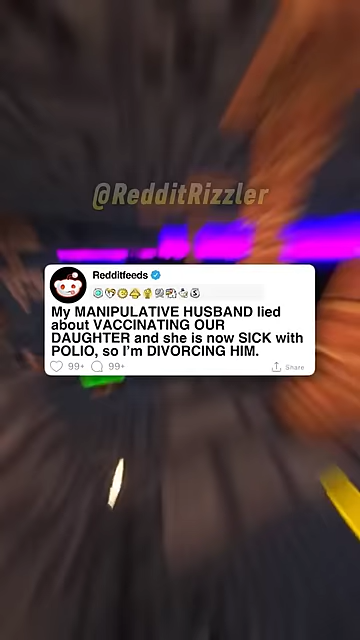 @RedditRizzler
Redditfeeds
My MANIPULATIVE HUSBAND lied
about VACCINATING OUR
DAUGHTER and she is now SICK with
POLIO, so I'm DIVORCING HIM.
99+ 99+ Share